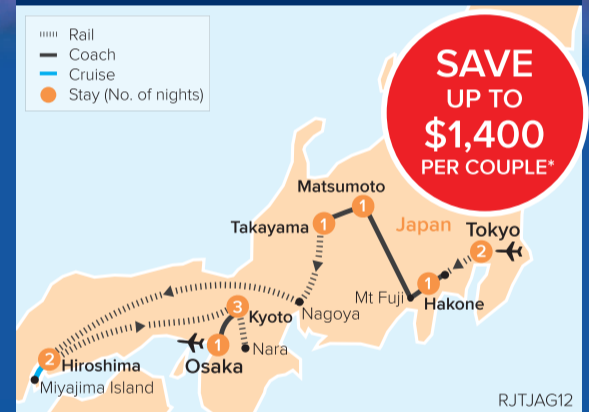 Rail
Coach
Cruise
Stay (No. of nights)
SAVE
UP TO
$1,400
PER COUPLE*
Matsumoto
1
Takayama
1
Japan
Tokyo
2
1
Mt Fuji
Hakone
3
Kyoto
Nagoya
1
Nara
2
Hiroshima
Osaka
Miyajima Island
RJTJAG12